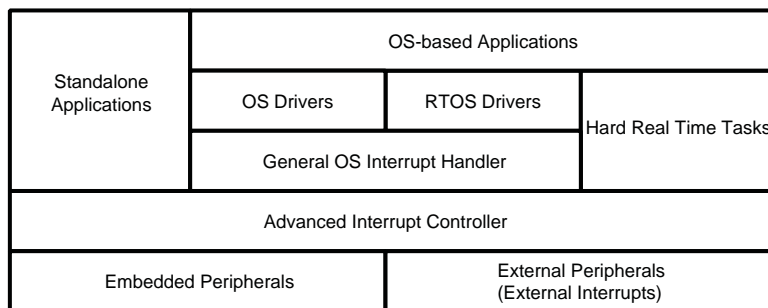 OS-based Applications
Standalone
Applications
OS Drivers
RTOS Drivers
Hard Real Time Tasks
General OS Interrupt Handler
Advanced Interrupt Controller
Embedded Peripherals
External Peripherals
(External Interrupts)